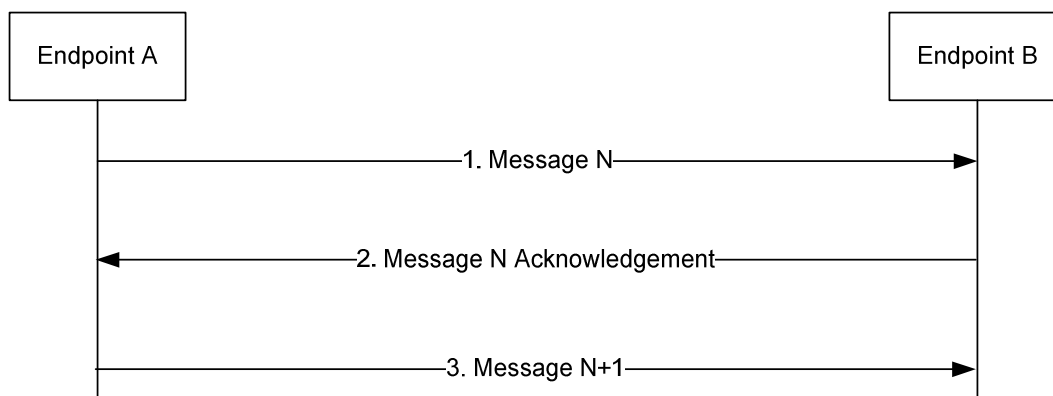 Endpoint A
Endpoint B
1. Message N
2. Message N Acknowledgement
3. Message N+1